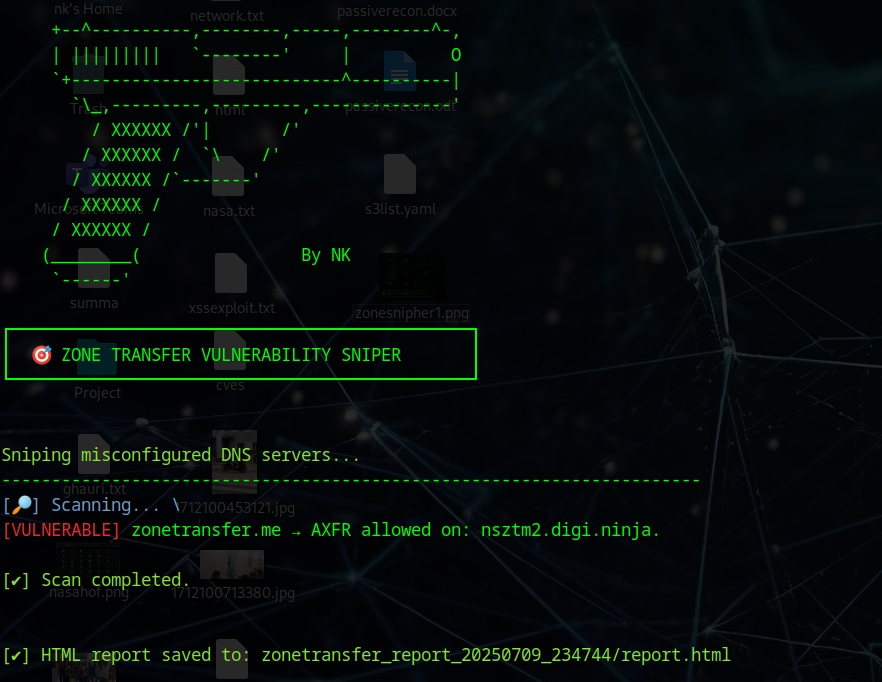 nk's Home
network.txt
passiverecon.docx
+--^----------,--------,-----,--------^-,
| |||||||||   `--------'     |          O
`+---------------------------^----------|
Trash
html
passiverecon.odt
`\_,---------,---------,--------------'
/ XXXXXX /'|       /'
/ XXXXXX /  `\    /'
/ XXXXXX /`-------'
nasa.txt
s3list.yaml
/ XXXXXX /
/ XXXXXX /
(________(                By NK
`------'
summa
xssexploit.txt
zonesnipher1.png
🎯 ZONE TRANSFER VULNERABILITY SNIPER
Project
cves
Sniping misconfigured DNS servers...
----------------------------------------------------------------------
ghauri.txt
1712100453121.jpg
[🔎] Scanning... \
[VULNERABLE] zonetransfer.me → AXFR allowed on: nsztm2.digi.ninja.
[✔] Scan completed.
nasahof.png
1712100713380.jpg
[✔] HTML report saved to: zonetransfer_report_20250709_234744/report.html